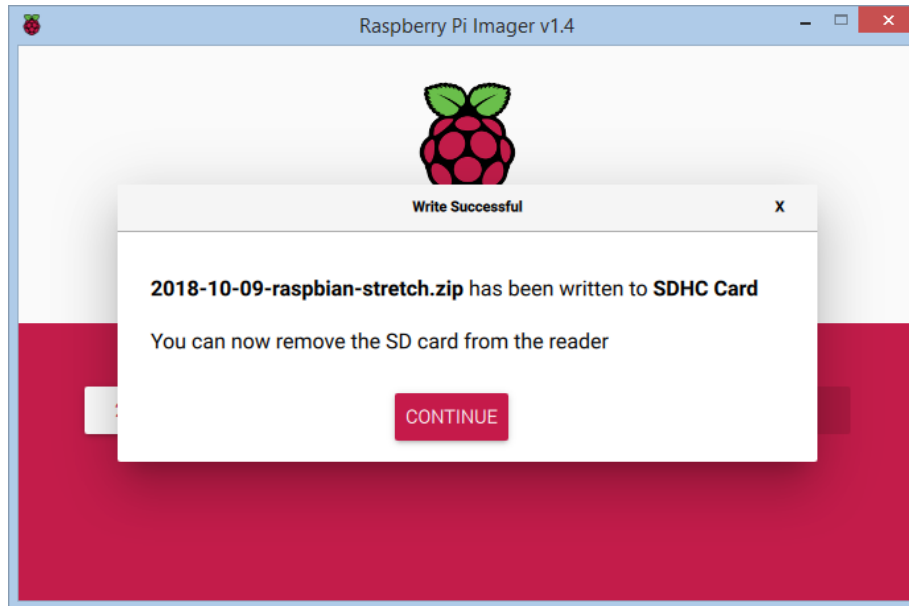 Raspberry Pi Imager v1.4
Write Successful
X
2018-10-09-raspbian-stretch.zip has been written to SDHC Card
You can now remove the SD card from the reader
CONTINUE